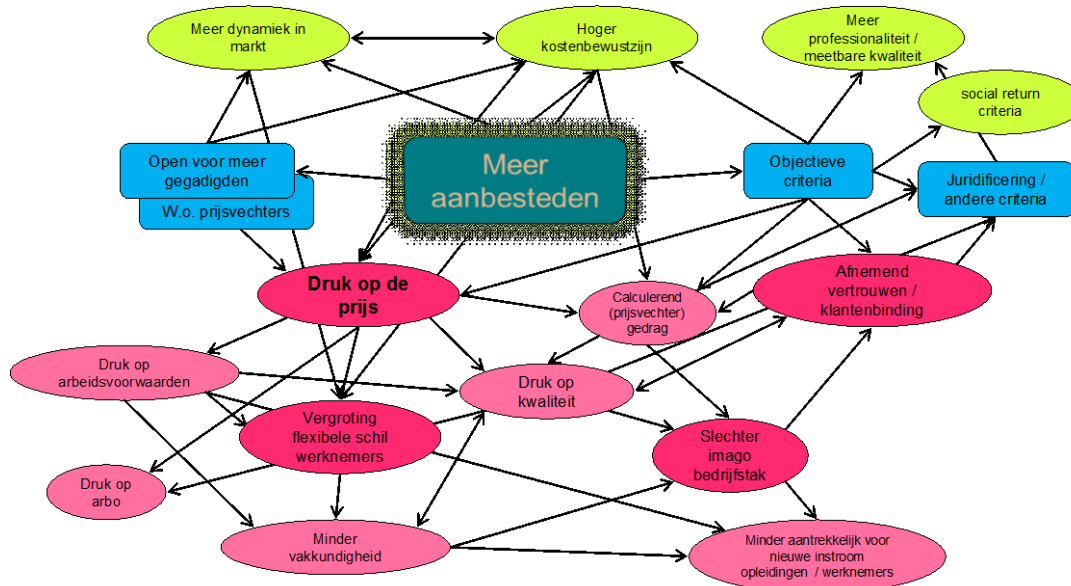 Meer dynamiek in
markt
Hoger
kostenbewustzijn
Meer
professionaliteit /
meetbare kwaliteit
social return
criteria
Open voor meer
gegadigden
W.o. prijsvechters
Meer
aanbesteden
Objectieve
criteria
Juridificering /
andere criteria
Druk op de
prijs
Calculerend
(prijsvechter)
gedrag
Afnemend
vertrouwen /
klantenbinding
Druk op
arbeidsvoorwaarden
Druk op
kwaliteit
Vergroting
flexibele schil
werknemers
Slechter
imago
bedrijfstak
Druk op
arbo
Minder
vakkundigheid
Minder aantrekkelijk voor
nieuwe instroom
opleidingen / werknemers